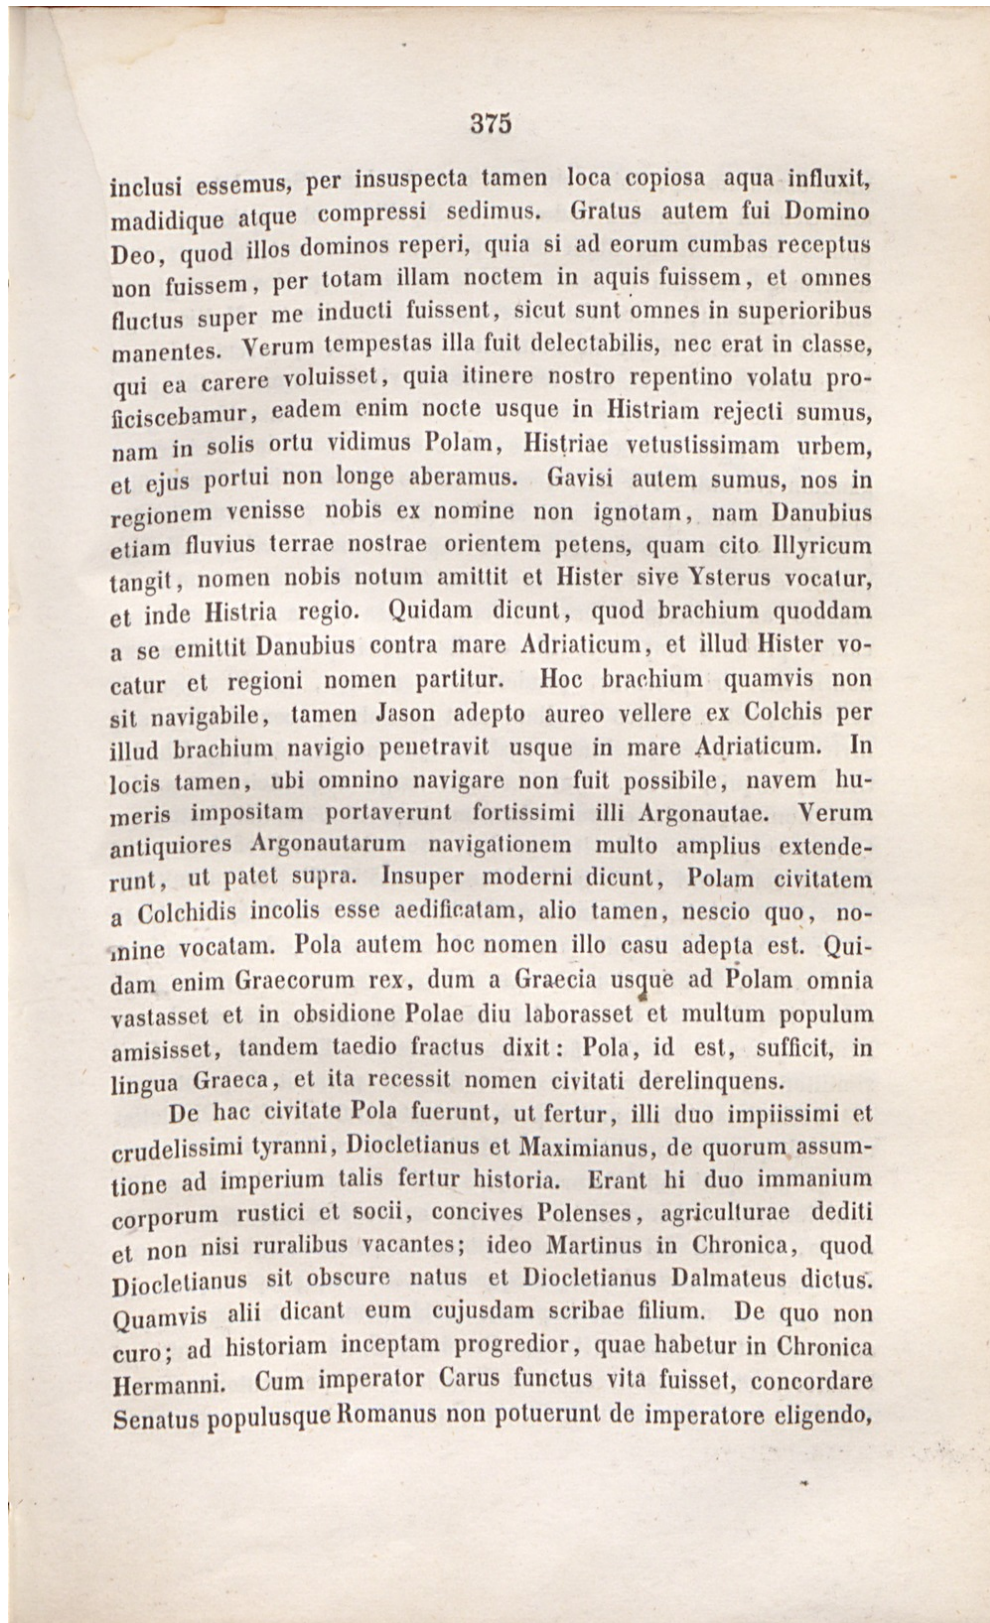 375
inclusi essemus, per insuspecta tamen loca copiosa aqua influxit,
madidique atque compressi sedimus. Gratus autem fui Domino
Deo, quod illos dominos reperi, quia si ad eorum cumbas receptus
non fuissem, per totam illam noctem in aquis fuissem, et omnes
fluctus super me inducti fuissent, sicut sunt omnes in superioribus
manentes. Verum tempestas illa fuit delectabilis, nec erat in classe,
qui ea carere voluisset, quia itinere nostro repentino volatu pro-
ficiscebamur, eadem enim nocte usque in Histriam rejecti sumus,
nam in solis ortu vidimus Polam, Histriae vetustissimam urbem,
et ejus portui non longe aberamus. Gavisi autem sumus, nos in
regionem venisse nobis ex nomine non ignotam, nam Danubius
etiam fluvius terrae nostrae orientem petens, quam cito Illyricum
tangit, nomen nobis notum amittit et Hister sive Ysterus vocatur,
et inde Histria regio. Quidam dicunt, quod brachium quoddam
a se emittit Danubius contra mare Adriaticum, et illud Hister vo-
catur et regioni nomen partitur. Hoc brachium quamvis non
sit navigabile, tamen Jason adepto aureo vellere ex Colchis per
illud brachium navigio penetravit usque in mare Adriaticum. In
locis tamen, ubi omnino navigare non fuit possibile, navem hu-
meris impositam portaverunt fortissimi illi Argonautae. Verum
antiquiores Argonautarum navigationem multo amplius extende-
runt, ut patet supra. Insuper moderni dicunt, Polam civitatem
a Colchidis incolis esse aedificatam, alio tamen, nescio quo, no-
mine vocatam. Pola autem hoc nomen illo casu adepta est. Qui-
dam enim Graecorum rex, dum a Graecia usque ad Polam omnia
vastasset et in obsidione Polae diu laborasset et multum populum
amisisset, tandem taedio fractus dixit: Pola, id est, sufficit, in
lingua Graeca, et ita recessit nomen civitati derelinquens.
De hac civitate Pola fuerunt, ut fertur, illi duo impiissimi et
crudelissimi tyranni, Diocletianus et Maximianus, de quorum assum-
tione ad imperium talis fertur historia. Erant hi duo immanium
corporum rustici et socii, concives Polenses, agriculturae dediti
et non nisi ruralibus vacantes; ideo Martinus in Chronica, quod
Diocletianus sit obscure natus et Diocletianus Dalmateus dictus.
Quamvis alii dicant eum cujusdam scribae filium. De quo non
curo; ad historiam inceptam progredior, quae habetur in Chronica
Hermanni. Cum imperator Carus functus vita fuisset, concordare
Senatus populusque Romanus non potuerunt de imperatore eligendo,